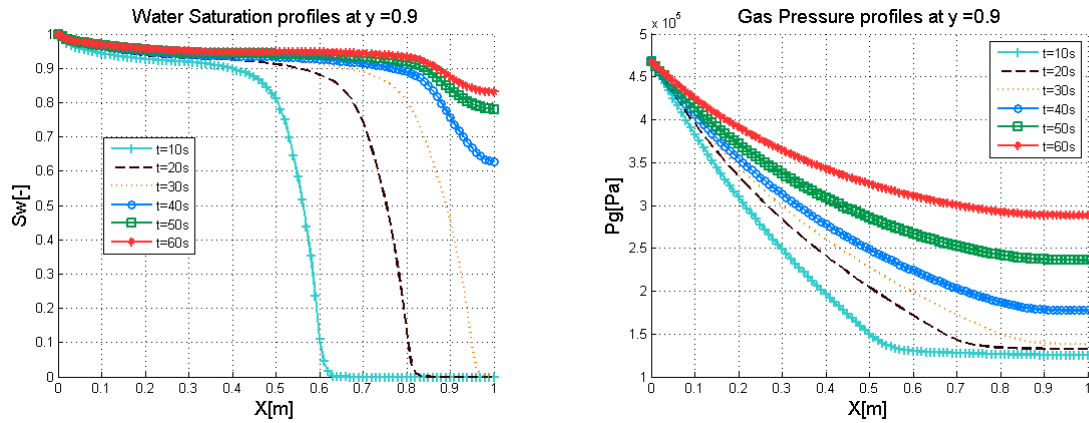 Water Saturation profiles at y =0.9
Sw[-]
1
0.9
0.8
0.7
0.6
0.5
0.4
0.3
0.2
0.1
0
t=10s
t=20s
t=30s
t=40s
t=50s
t=60s
0 0.1 0.2 0.3 0.4 0.5 0.6 0.7 0.8 0.9 1
X[m]
Gas Pressure profiles at y =0.9
x 10^5
Pg[Pa]
5
4.5
4
3.5
3
2.5
2
1.5
1
t=10s
t=20s
t=30s
t=40s
t=50s
t=60s
0 0.1 0.2 0.3 0.4 0.5 0.6 0.7 0.8 0.9 1
X[m]